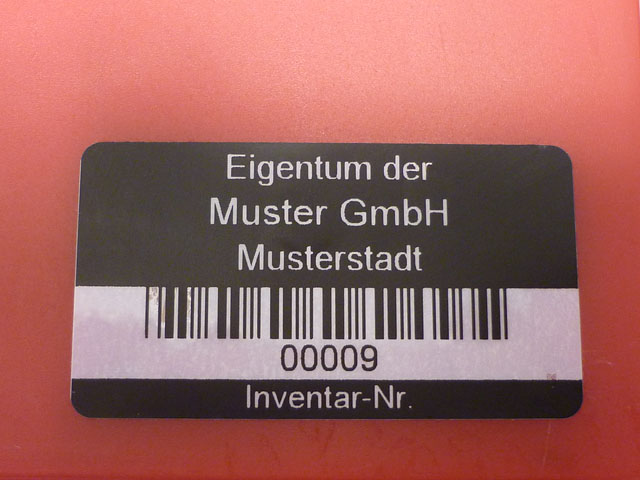 Eigentum der
Muster GmbH
Musterstadt
00009
Inventar-Nr.